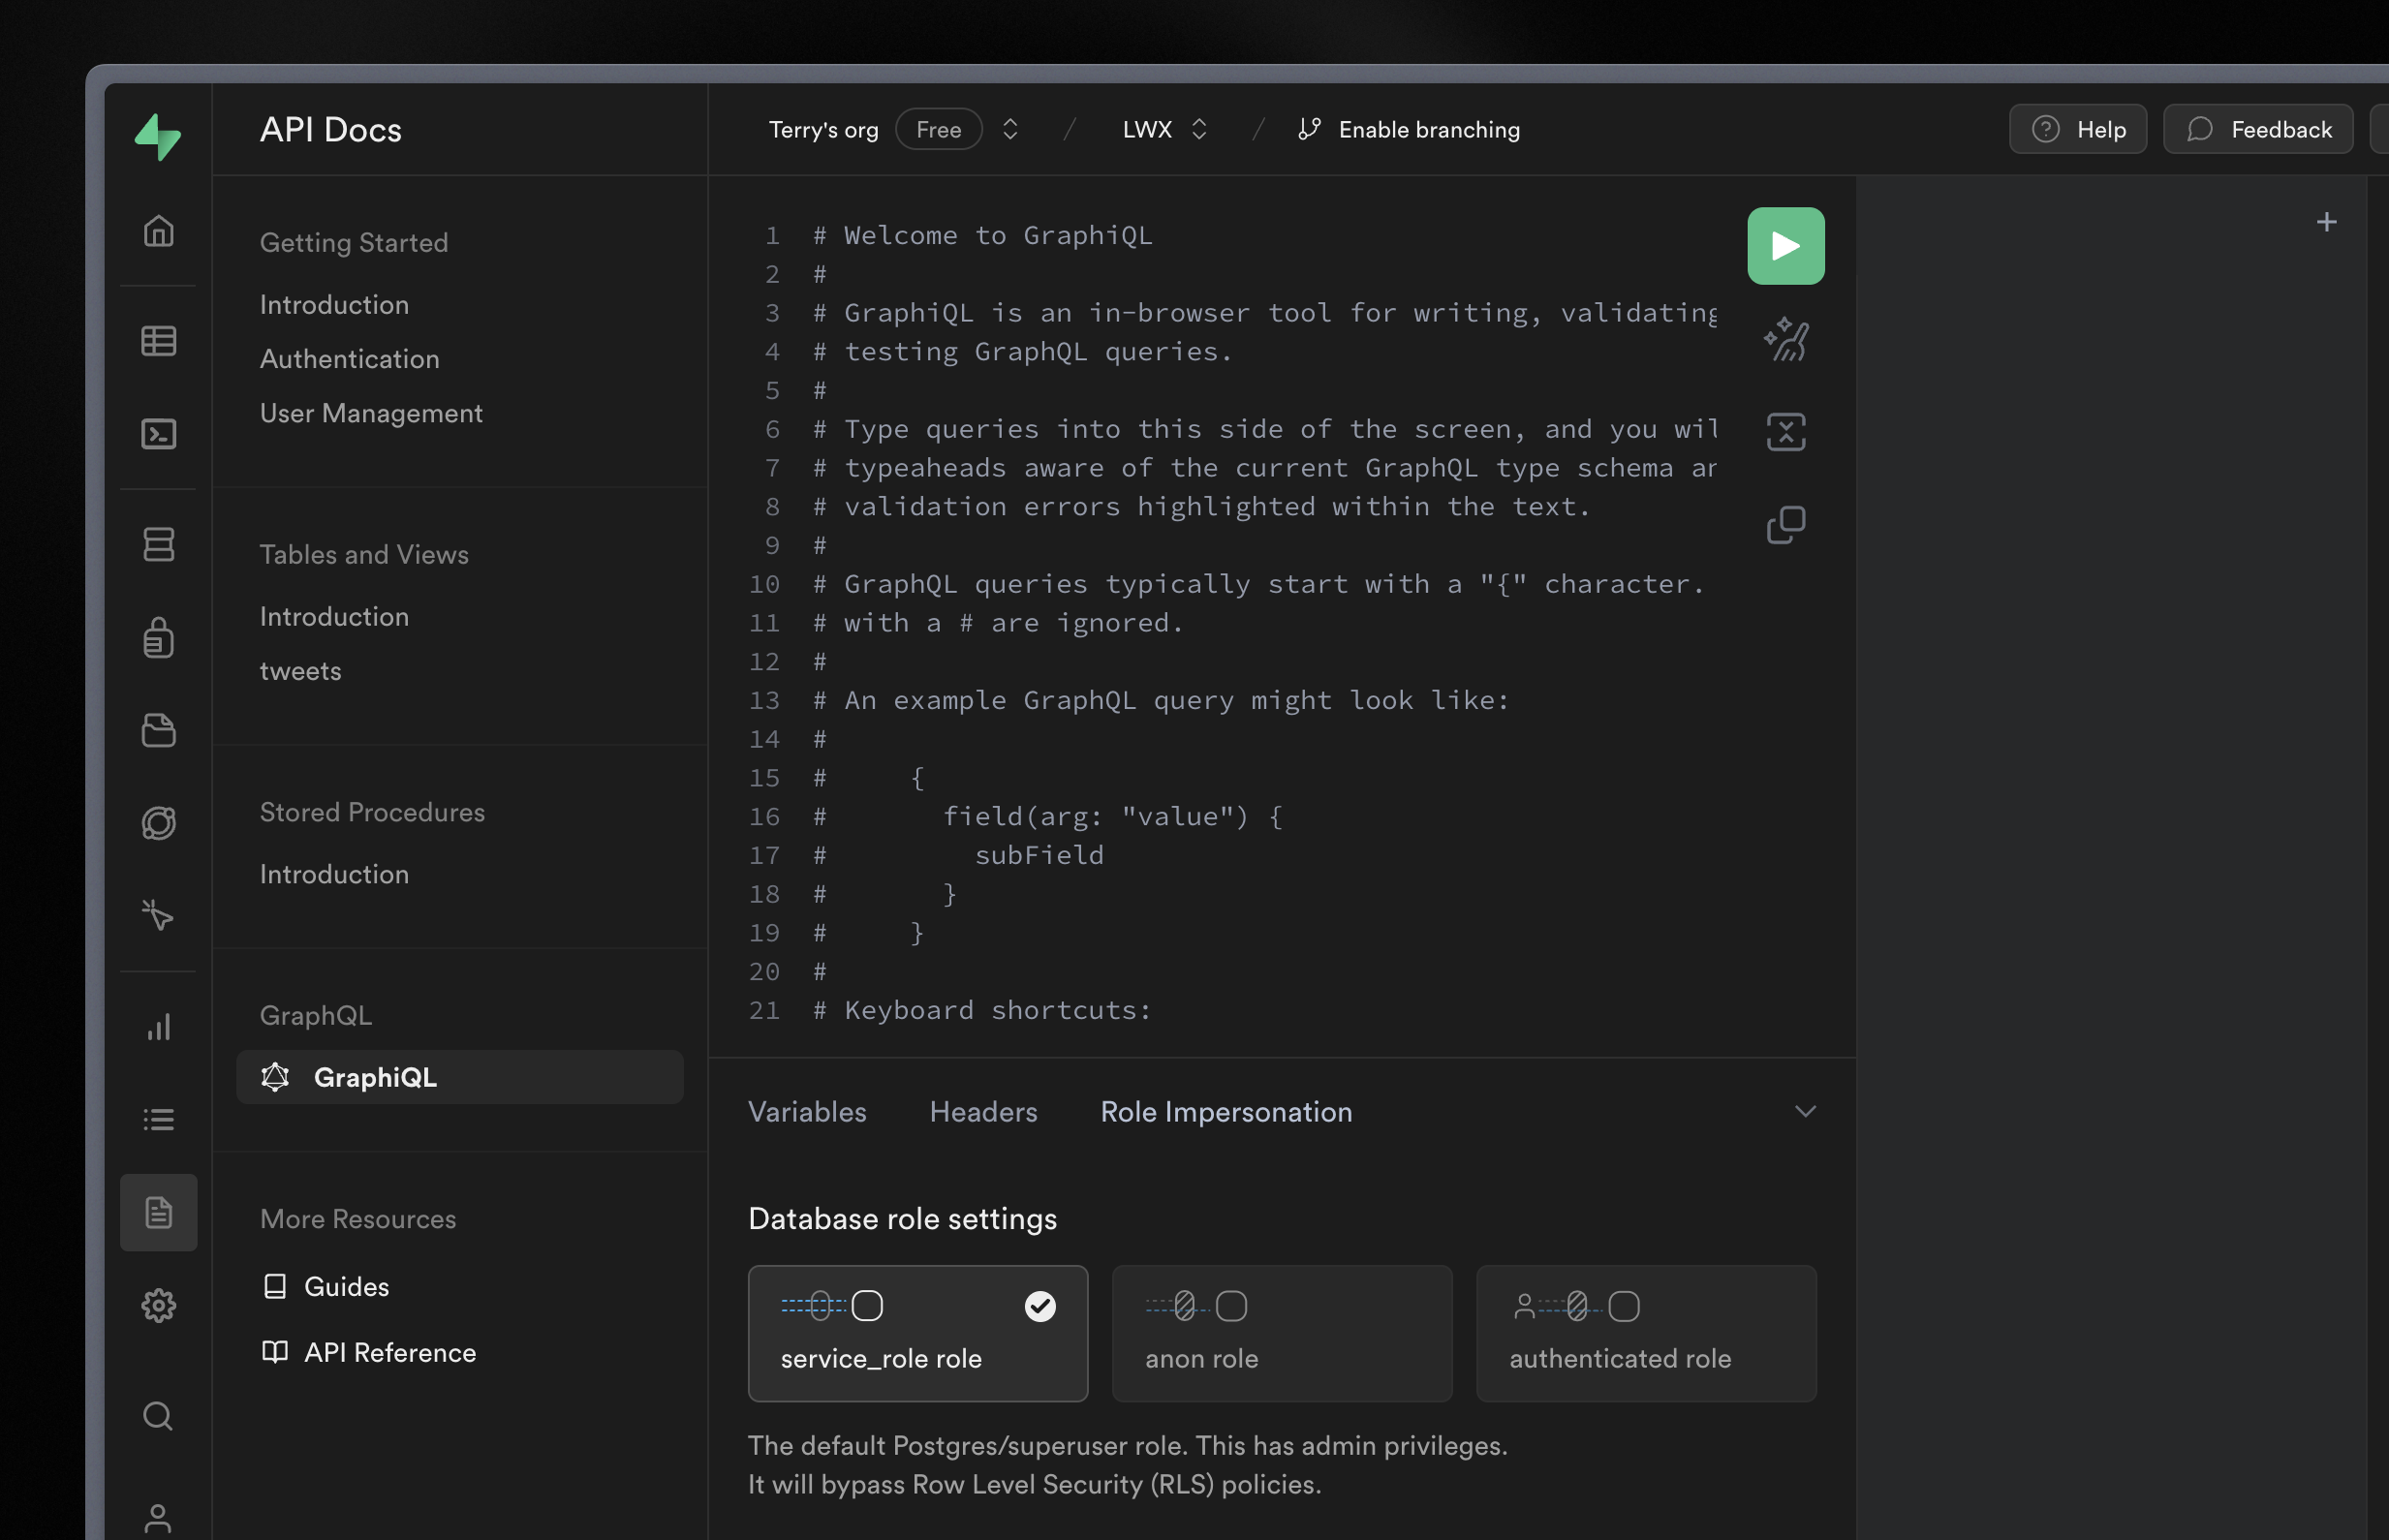 API Docs
Terry's org Free / LWX / Enable branching
Help
Feedback
Getting Started
Introduction
Authentication
User Management
Tables and Views
Introduction
tweets
Stored Procedures
Introduction
GraphQL
GraphiQL
More Resources
Guides
API Reference
1 # Welcome to GraphiQL
2 #
3 # GraphiQL is an in-browser tool for writing, validating
4 # testing GraphQL queries.
5 #
6 # Type queries into this side of the screen, and you wil
7 # typeaheads aware of the current GraphQL type schema an
8 # validation errors highlighted within the text.
9 #
10 # GraphQL queries typically start with a "{" character.
11 # with a # are ignored.
12 #
13 # An example GraphQL query might look like:
14 #
15 #     {
16 #       field(arg: "value") {
17 #         subField
18 #       }
19 #     }
20 #
21 # Keyboard shortcuts:
Variables Headers Role Impersonation
Database role settings
service_role role
anon role
authenticated role
The default Postgres/superuser role. This has admin privileges.
It will bypass Row Level Security (RLS) policies.